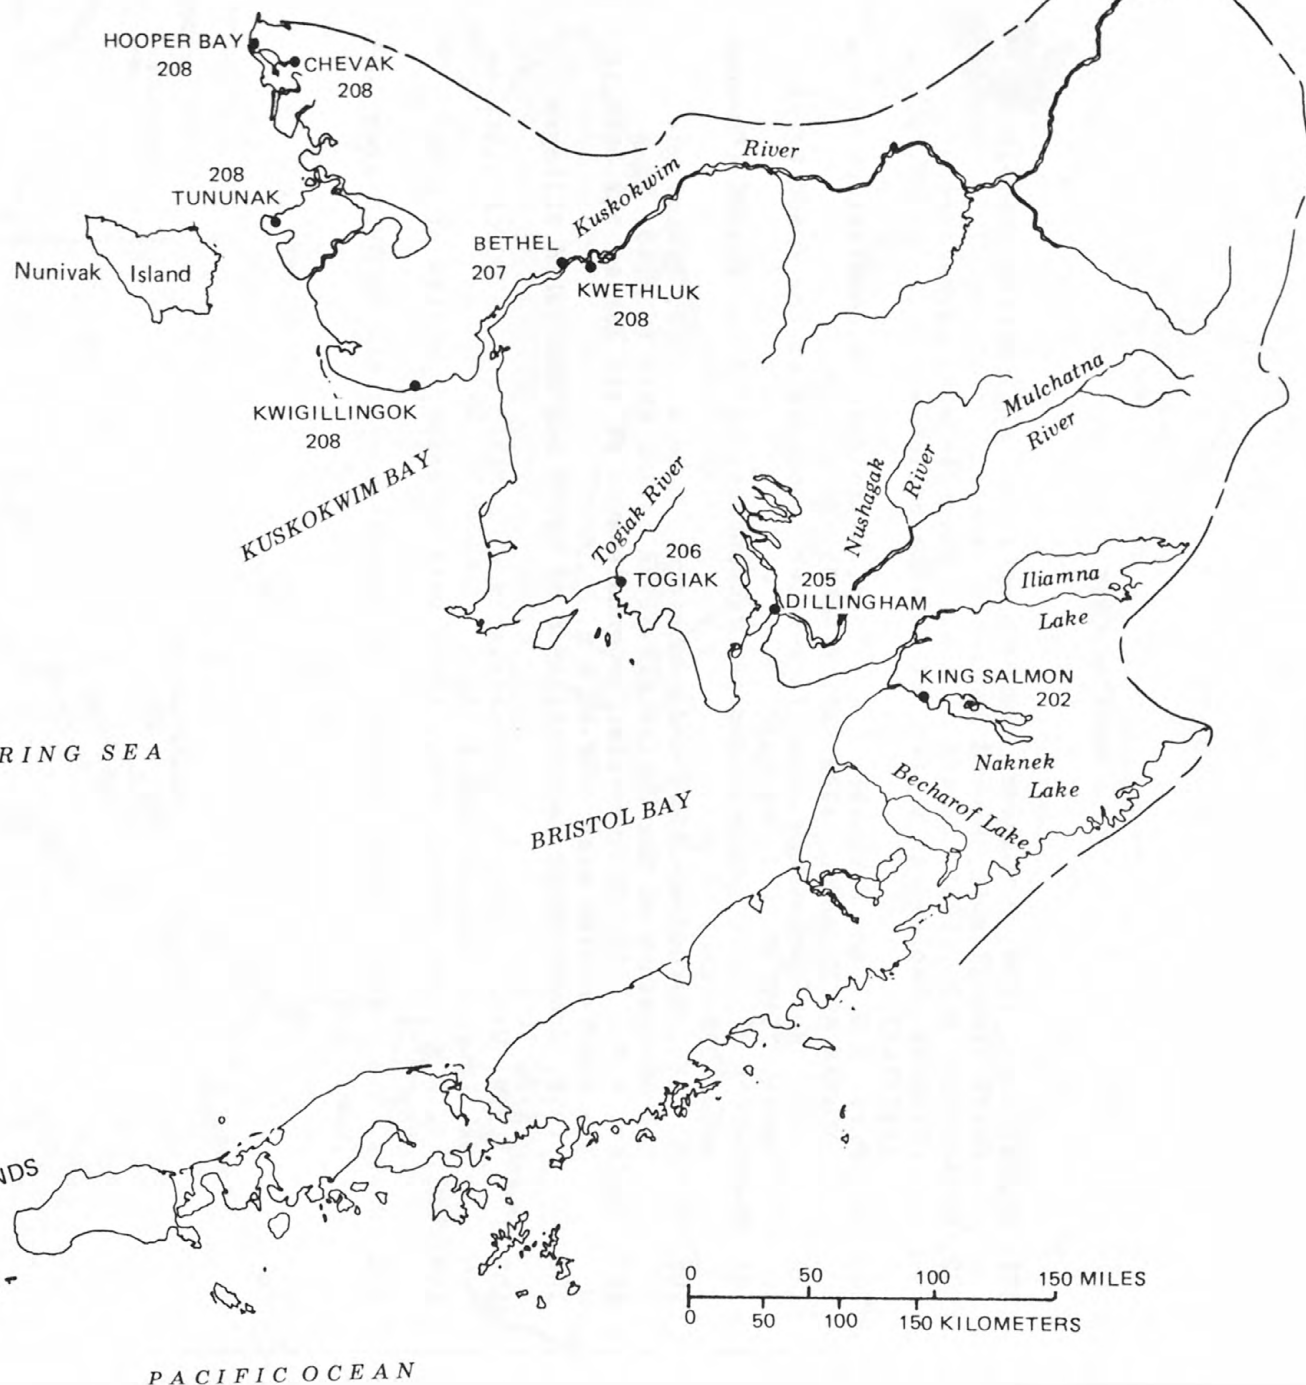 HOOPER BAY
208
CHEVAK
208
208
TUNUNAK
Nunivak Island
Kuskokwim River
BETHEL
207
KWETHLUK
208
KWIGILLINGOK
208
KUSKOKWIM BAY
Mulchatna
River
Nushagak
River
Togiak River
206
TOGIAK
205
DILLINGHAM
Iliamna
Lake
KING SALMON
202
Naknek
Lake
Becharof Lake
RING SEA
BRISTOL BAY
NDS
0 50 100 150 MILES
0 50 100 150 KILOMETERS
PACIFIC OCEAN